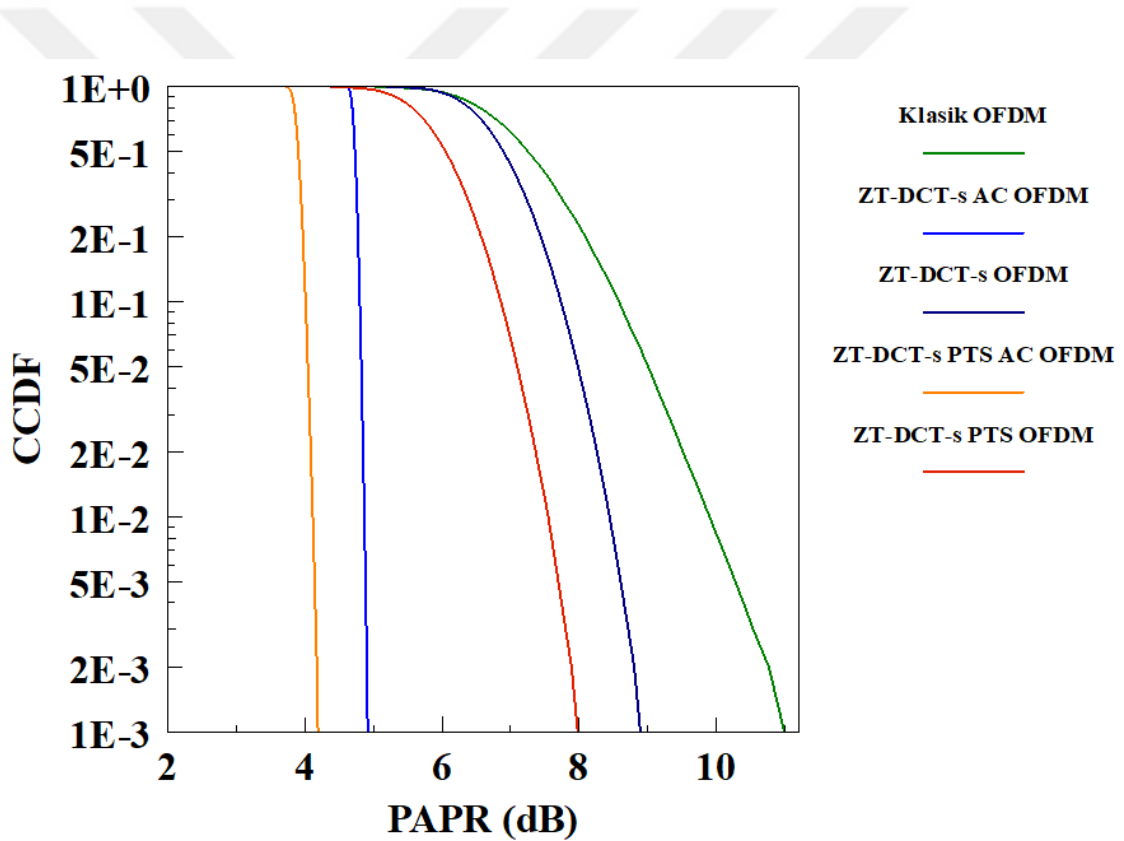 1E+0
5E-1
2E-1
1E-1
5E-2
2E-2
1E-2
5E-3
2E-3
1E-3
CCDF
2 4 6 8 10
PAPR (dB)
Klasik OFDM
ZT-DCT-s AC OFDM
ZT-DCT-s OFDM
ZT-DCT-s PTS AC OFDM
ZT-DCT-s PTS OFDM